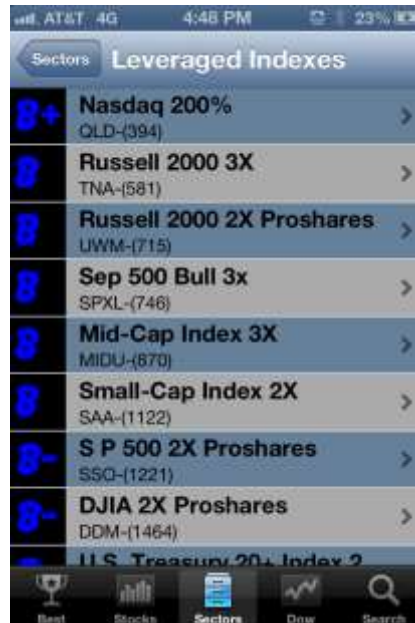 AT&T 4G 4:48 PM 23%
Sectors Leveraged Indexes
8+ Nasdaq 200%
QLD-(394)
8 Russell 2000 3X
TNA-(581)
8 Russell 2000 2X Proshares
UWM-(715)
8 Sep 500 Bull 3x
SPXL-(746)
8 Mid-Cap Index 3X
MIDU-(870)
8 Small-Cap Index 2X
SAA-(1122)
8- S P 500 2X Proshares
SSO-(1221)
8- DJIA 2X Proshares
DDM-(1464)
U.S. Treasury 20+ Index 2
Best Stocks Sectors Dow Search